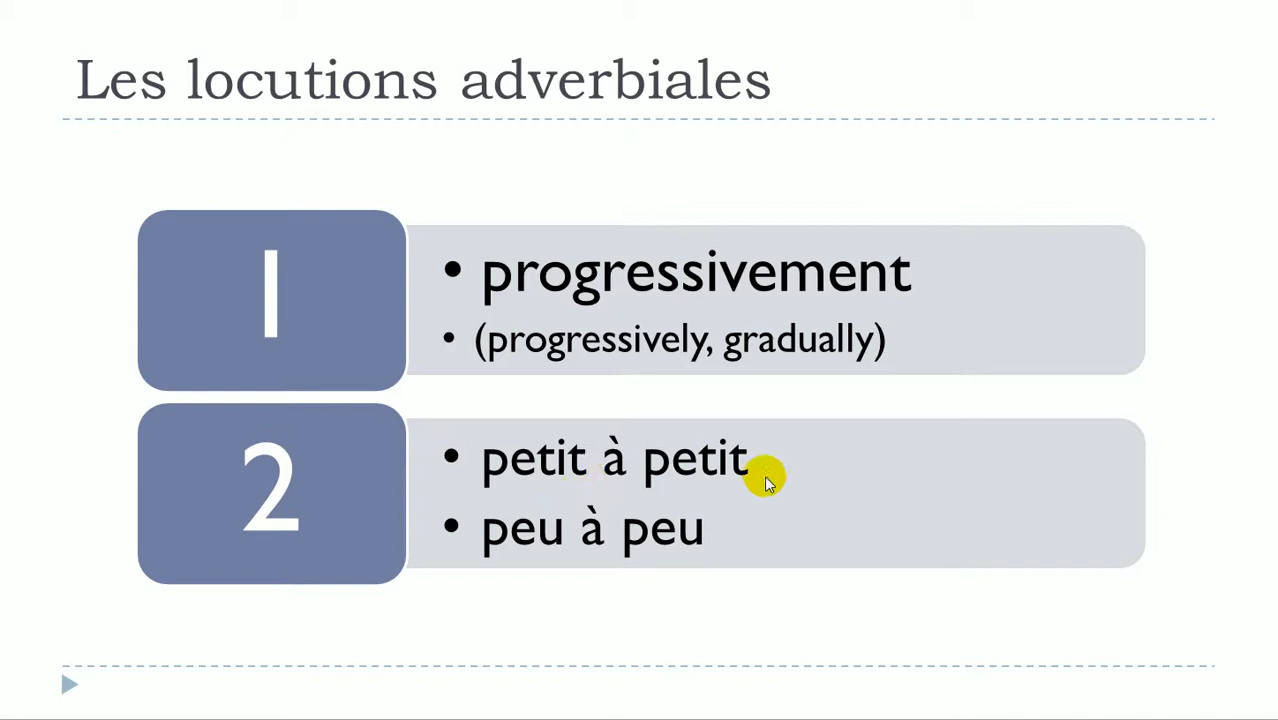 Les locutions adverbiales
1
• progressivement
• (progressively, gradually)
2
• petit à petit
• peu à peu